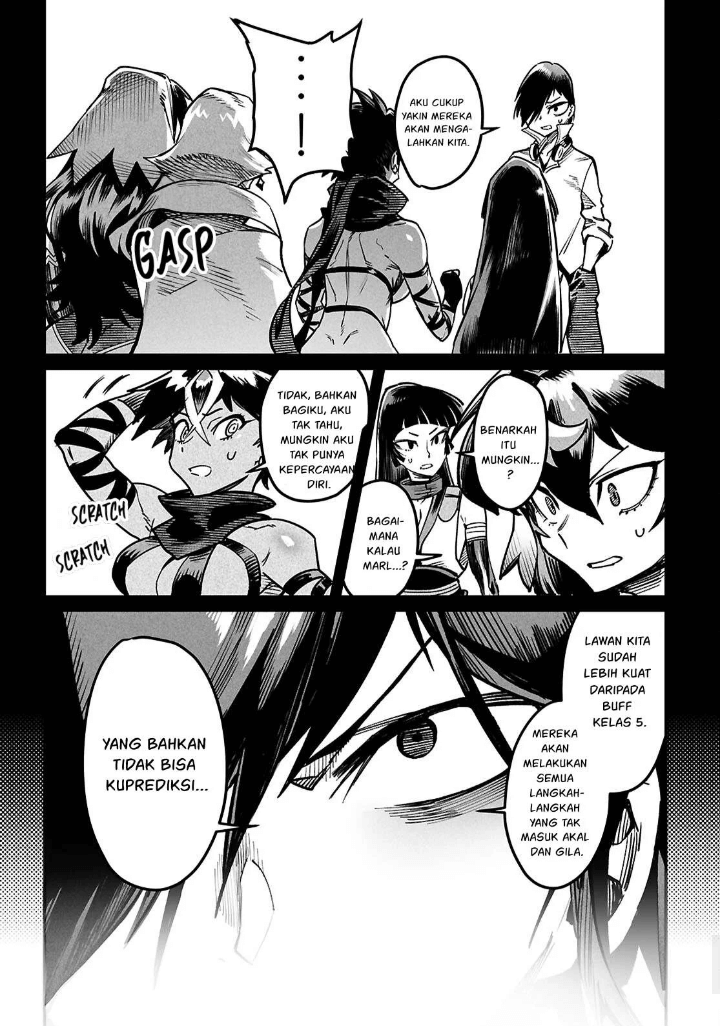 AKU CUKUP
YAKIN MEREKA
AKAN MENGA-
LAHKAN KITA.
....!
GASP
BENARKAH
ITU
MUNGKIN...
?
BAGAI-
MANA
KALAU
MARL...?
TIDAK, BAHKAN
BAGIKU, AKU
TAK TAHU,
MUNGKIN AKU
TAK PUNYA
KEPERCAYAAN
DIRI.
SCRATCH
SCRATCH
LAWAN KITA
SUDAH
LEBIH KUAT
DARIPADA
BUFF
KELAS 5.
MEREKA
AKAN
MELAKUKAN
SEMUA
LANGKAH-
LANGKAH
YANG TAK
MASUK AKAL
DAN GILA.
YANG BAHKAN
TIDAK BISA
KUPREDIKSI...